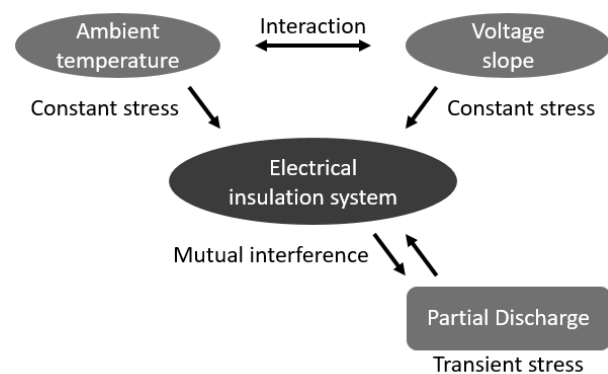 Ambient
temperature
Interaction
Voltage
slope
Constant stress
Constant stress
Electrical
insulation system
Mutual interference
Partial Discharge
Transient stress